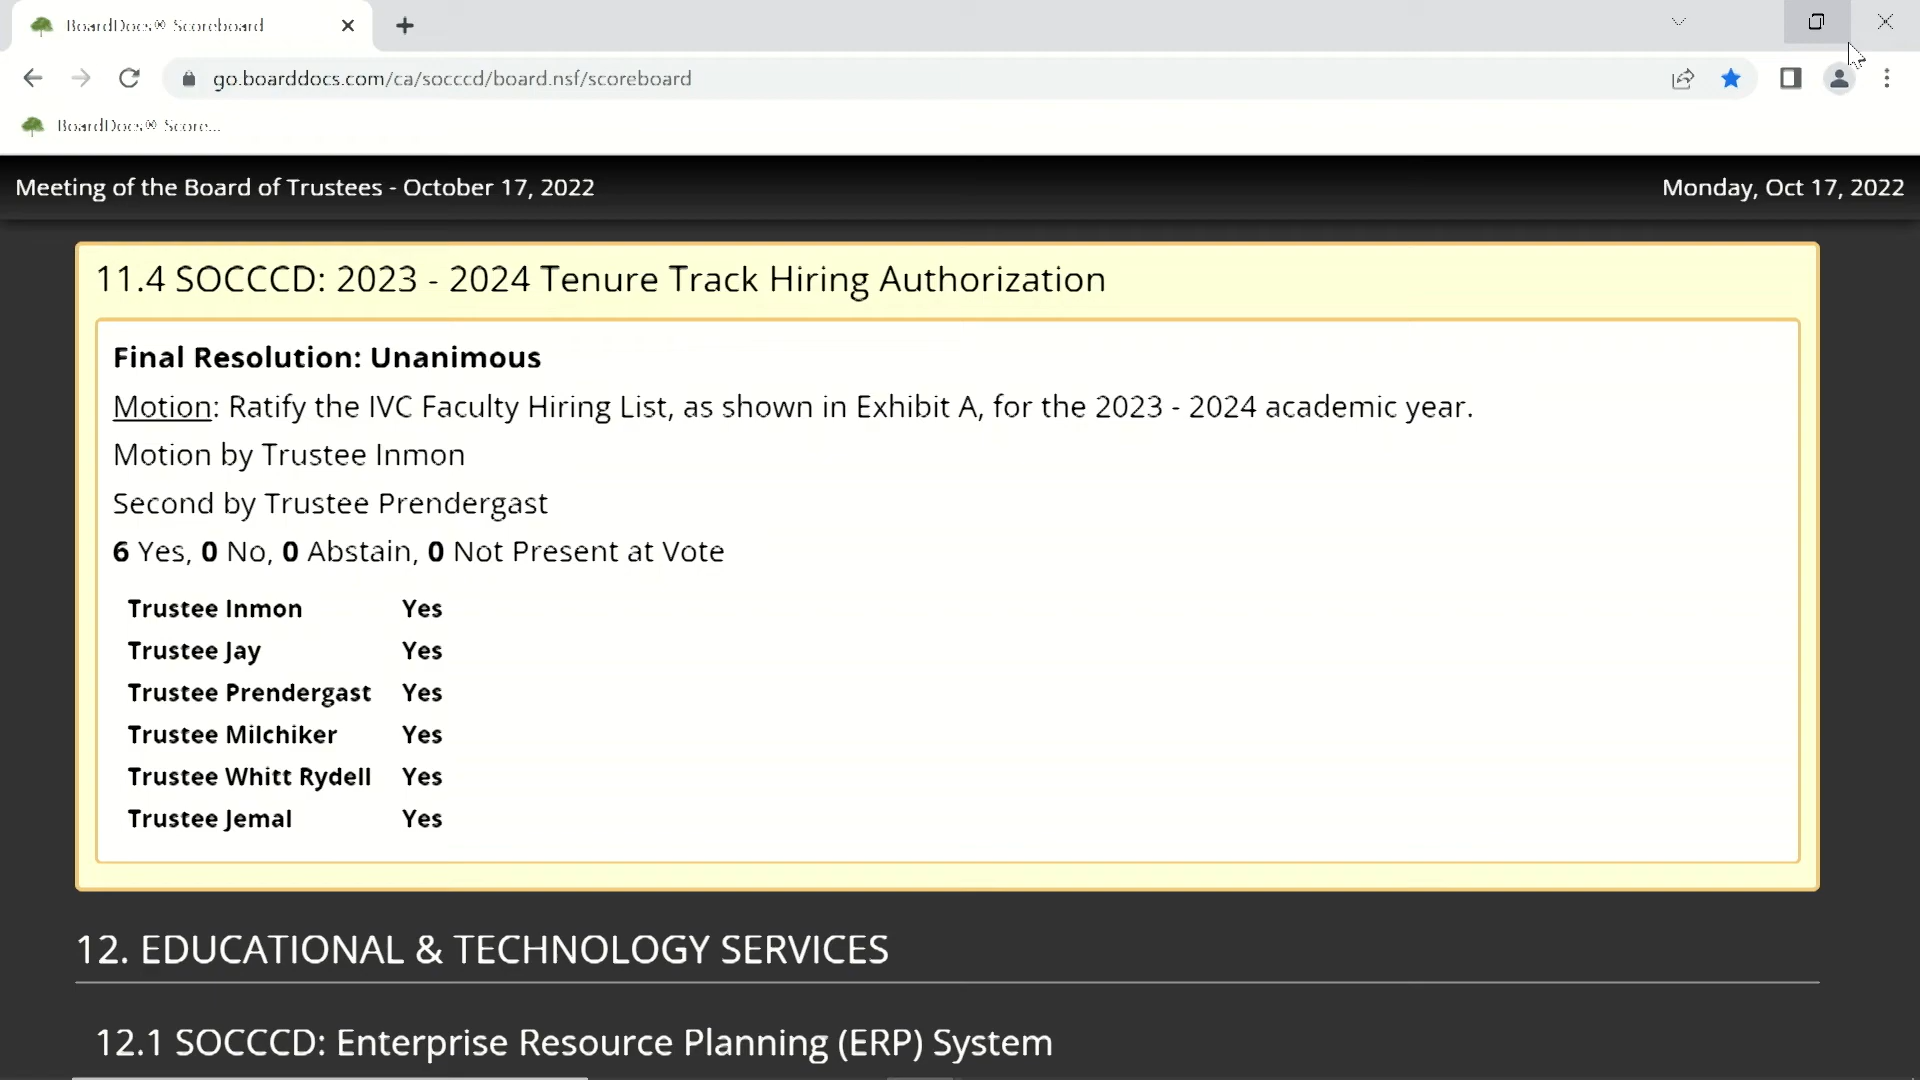 BoardDocs® Scoreboard
go.boarddocs.com/ca/socccd/board.nsf/scoreboard
BoardDocs® Score...
Meeting of the Board of Trustees - October 17, 2022
Monday, Oct 17, 2022
11.4 SOCCCD: 2023 - 2024 Tenure Track Hiring Authorization
Final Resolution: Unanimous
Motion: Ratify the IVC Faculty Hiring List, as shown in Exhibit A, for the 2023 - 2024 academic year.
Motion by Trustee Inmon
Second by Trustee Prendergast
6 Yes, 0 No, 0 Abstain, 0 Not Present at Vote
Trustee Inmon Yes
Trustee Jay Yes
Trustee Prendergast Yes
Trustee Milchiker Yes
Trustee Whitt Rydell Yes
Trustee Jemal Yes
12. EDUCATIONAL & TECHNOLOGY SERVICES
12.1 SOCCCD: Enterprise Resource Planning (ERP) System